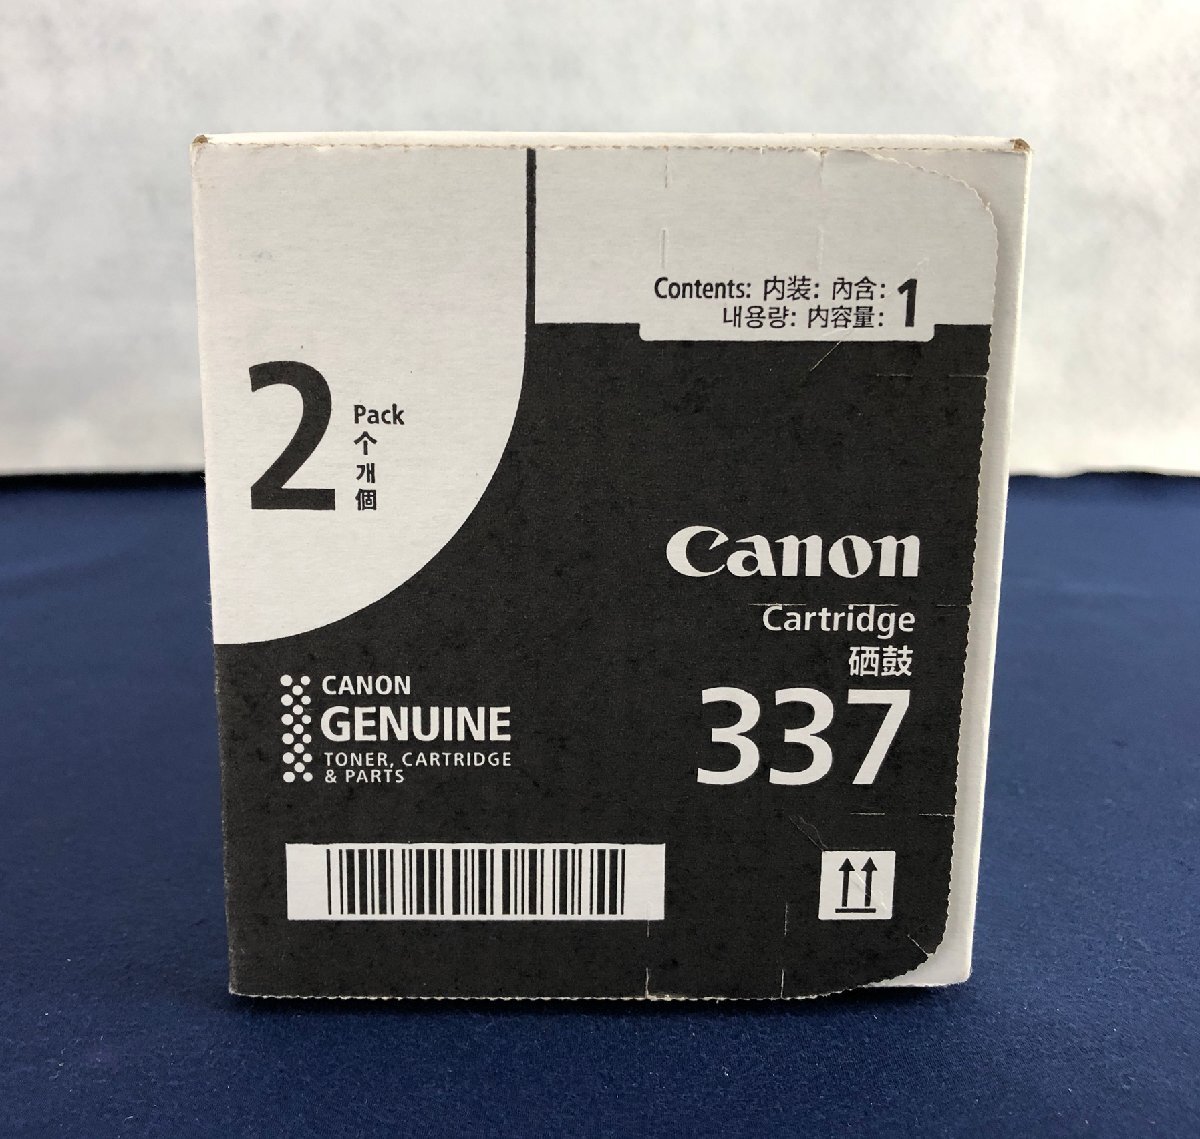 Contents: 内装: 內含: 1
내용량: 内容量:
2 Pack
个
개
個
Canon
Cartridge
硒鼓
337
CANON
GENUINE
TONER, CARTRIDGE
& PARTS